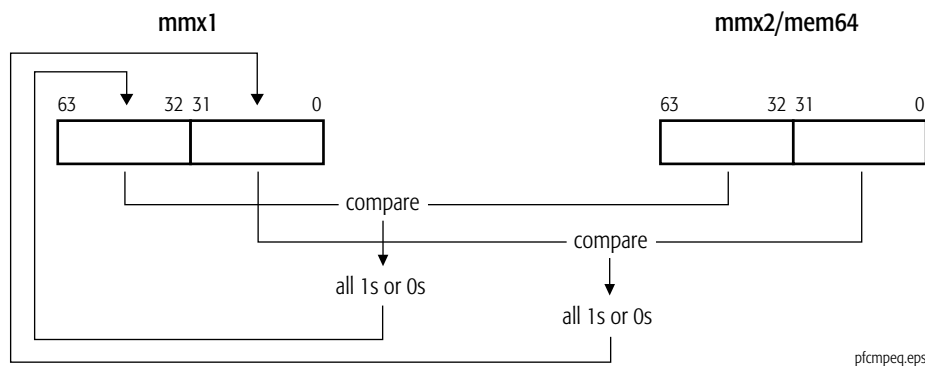 mmx1 mmx2/mem64
63 32 31 0 63 32 31 0
compare
compare
all 1s or 0s
all 1s or 0s
pfcmpeq.eps